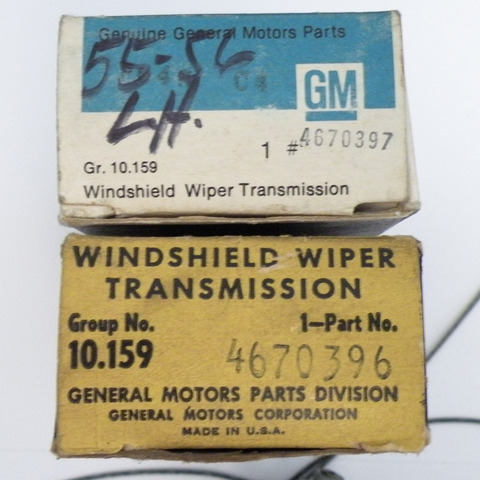 Genuine General Motors Parts
55-56
LH.
GM
1 # 4670397
Gr. 10.159
Windshield Wiper Transmission
WINDSHIELD WIPER
TRANSMISSION
Group No. 1-Part No.
10.159 4670396
GENERAL MOTORS PARTS DIVISION
GENERAL MOTORS CORPORATION
MADE IN U.S.A.